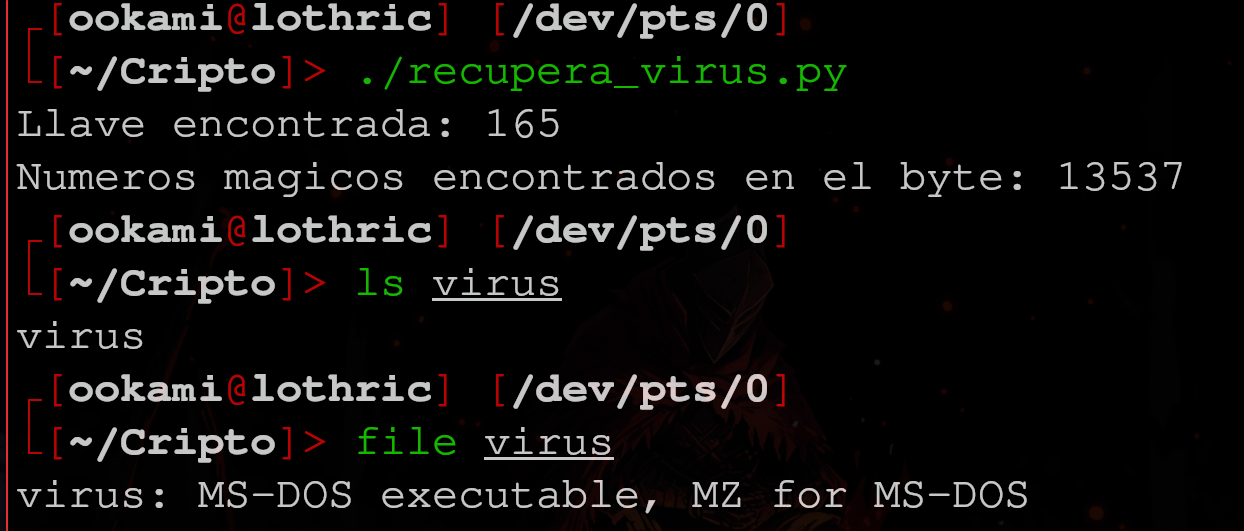 [ookami@lothric] [/dev/pts/0]
[~/Cripto]> ./recupera_virus.py
Llave encontrada: 165
Numeros magicos encontrados en el byte: 13537
[ookami@lothric] [/dev/pts/0]
[~/Cripto]> ls virus
virus
[ookami@lothric] [/dev/pts/0]
[~/Cripto]> file virus
virus: MS-DOS executable, MZ for MS-DOS